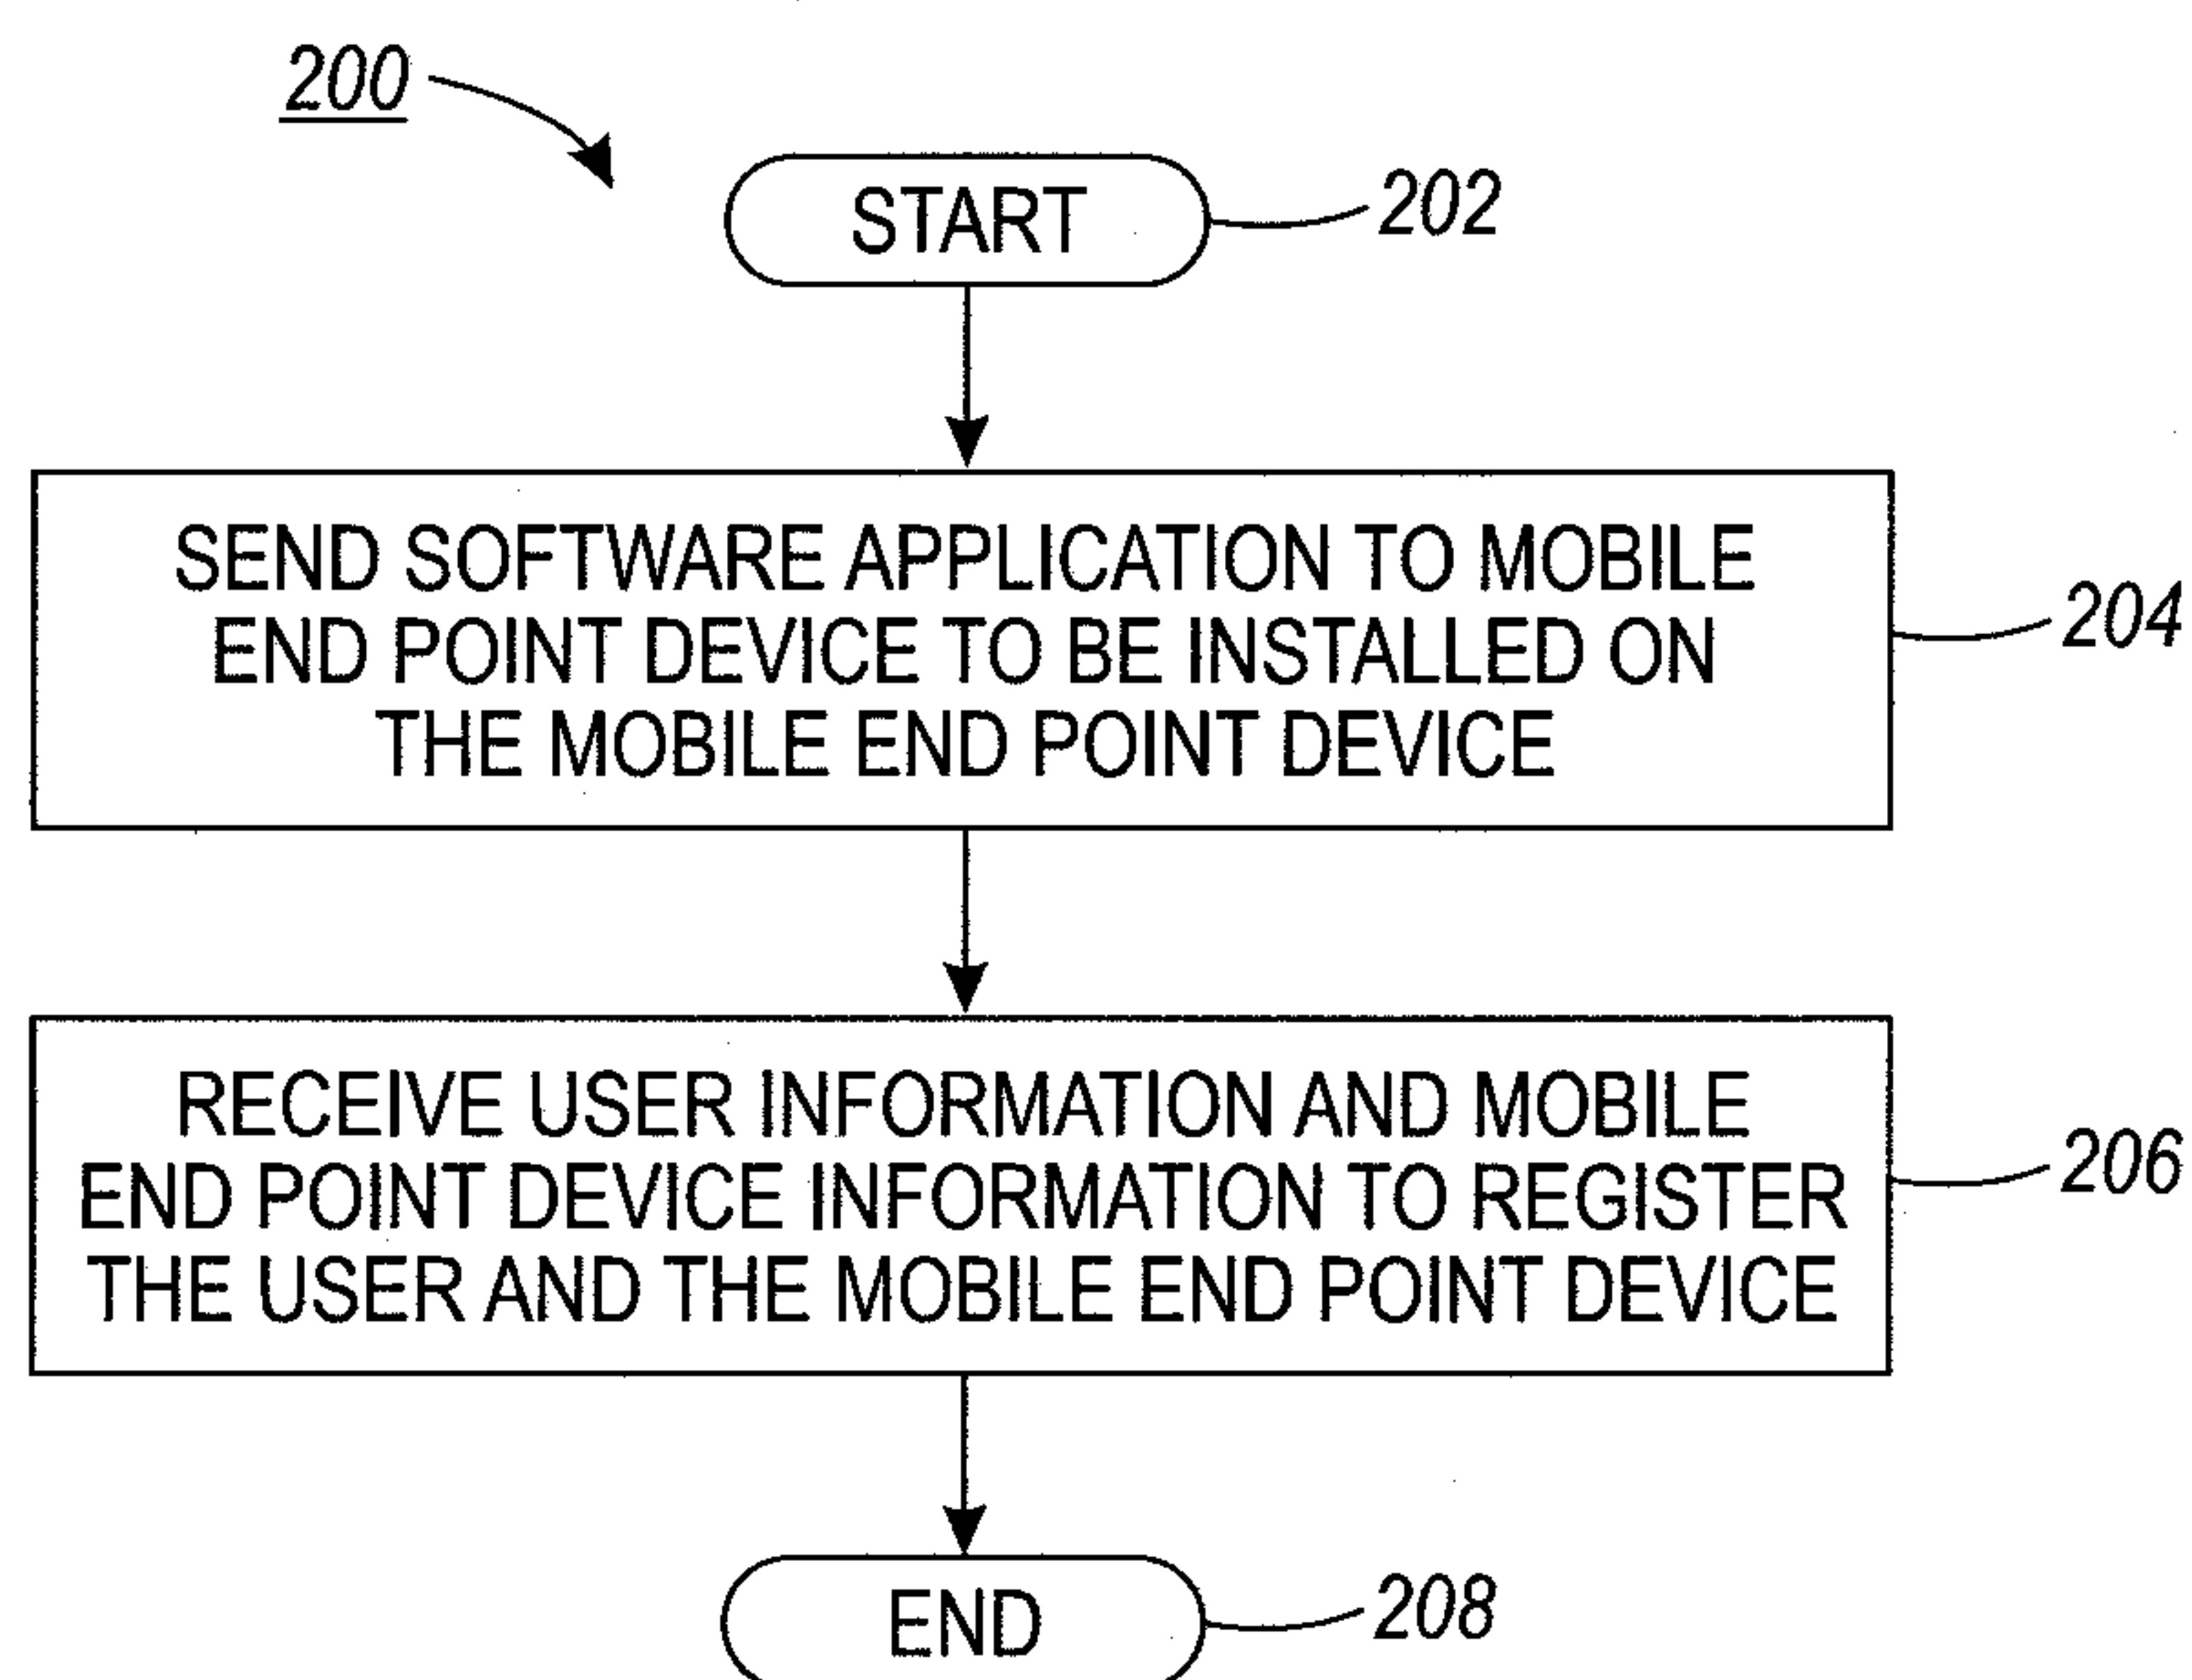 200
START
202
SEND SOFTWARE APPLICATION TO MOBILE
END POINT DEVICE TO BE INSTALLED ON
THE MOBILE END POINT DEVICE
204
RECEIVE USER INFORMATION AND MOBILE
END POINT DEVICE INFORMATION TO REGISTER
THE USER AND THE MOBILE END POINT DEVICE
206
END
208